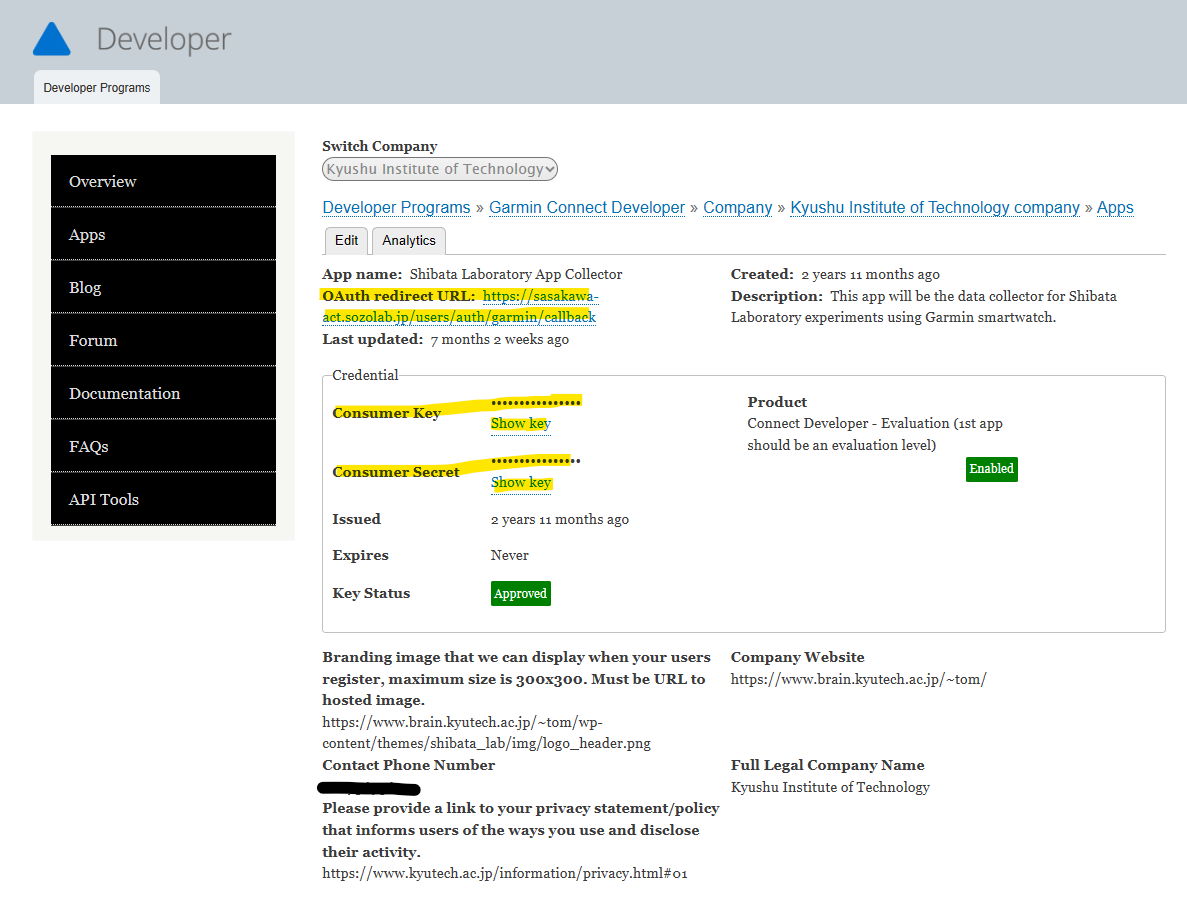 Developer
Developer Programs
Overview
Apps
Blog
Forum
Documentation
FAQs
API Tools
Switch Company
Kyushu Institute of Technology
Developer Programs » Garmin Connect Developer » Company » Kyushu Institute of Technology company » Apps
Edit
Analytics
App name: Shibata Laboratory App Collector
OAuth redirect URL: https://sasakawa-
act.sozolab.jp/users/auth/garmin/callback
Last updated: 7 months 2 weeks ago
Created: 2 years 11 months ago
Description: This app will be the data collector for Shibata
Laboratory experiments using Garmin smartwatch.
Credential
Consumer Key ••••••••••••••••
Show key
Consumer Secret ••••••••••••••••
Show key
Issued 2 years 11 months ago
Expires Never
Key Status Approved
Product
Connect Developer - Evaluation (1st app
should be an evaluation level)
Enabled
Branding image that we can display when your users
register, maximum size is 300x300. Must be URL to
hosted image.
https://www.brain.kyutech.ac.jp/~tom/wp-
content/themes/shibata_lab/img/logo_header.png
Company Website
https://www.brain.kyutech.ac.jp/~tom/
Contact Phone Number
Full Legal Company Name
Kyushu Institute of Technology
Please provide a link to your privacy statement/policy
that informs users of the ways you use and disclose
their activity.
https://www.kyutech.ac.jp/information/privacy.html#01